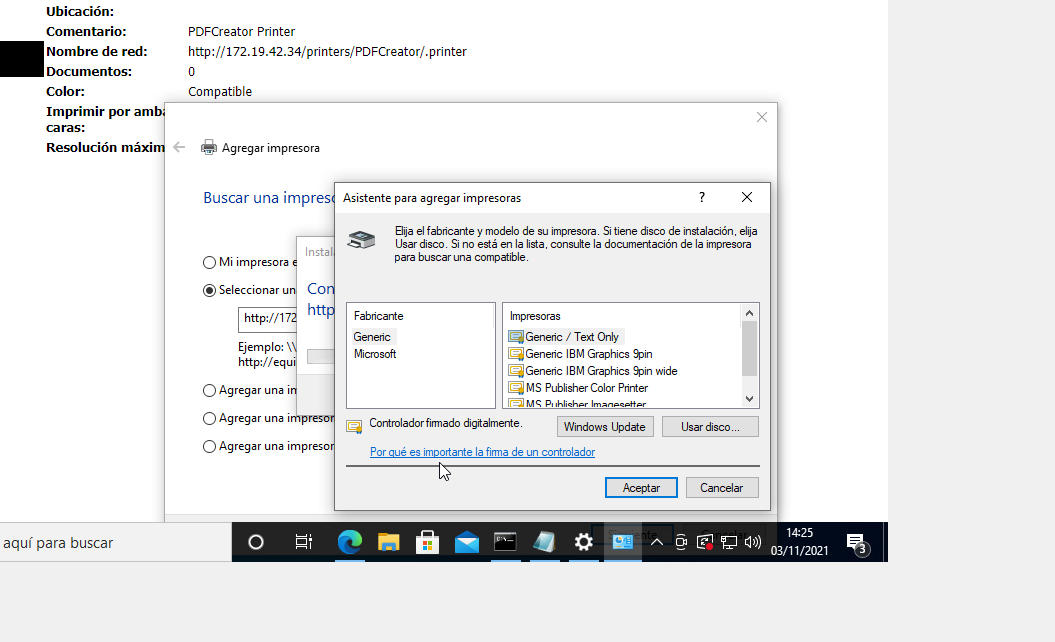 Ubicación:
Comentario: PDFCreator Printer
Nombre de red: http://172.19.42.34/printers/PDFCreator/.printer
Documentos: 0
Color: Compatible
Imprimir por amba
caras:
Resolución máxim
Agregar impresora
Buscar una impreso
Mi impresora e
Seleccionar un
http://172
Ejemplo: \\
http://equi
Agregar una im
Agregar una impresor
Agregar una impresor
Instal
Con
http
Asistente para agregar impresoras
?
Elija el fabricante y modelo de su impresora. Si tiene disco de instalación, elija
Usar disco. Si no está en la lista, consulte la documentación de la impresora
para buscar una compatible.
Fabricante
Generic
Microsoft
Impresoras
Generic / Text Only
Generic IBM Graphics 9pin
Generic IBM Graphics 9pin wide
MS Publisher Color Printer
MS Publisher Imagesetter
Controlador firmado digitalmente.
Windows Update
Usar disco...
Por qué es importante la firma de un controlador
Aceptar
Cancelar
aquí para buscar
14:25
03/11/2021
3